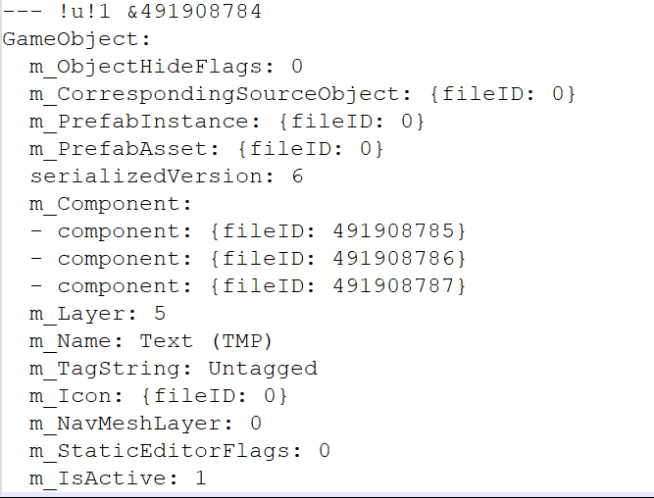 --- !u!1 &491908784
GameObject:
  m_ObjectHideFlags: 0
  m_CorrespondingSourceObject: {fileID: 0}
  m_PrefabInstance: {fileID: 0}
  m_PrefabAsset: {fileID: 0}
  serializedVersion: 6
  m_Component:
  - component: {fileID: 491908785}
  - component: {fileID: 491908786}
  - component: {fileID: 491908787}
  m_Layer: 5
  m_Name: Text (TMP)
  m_TagString: Untagged
  m_Icon: {fileID: 0}
  m_NavMeshLayer: 0
  m_StaticEditorFlags: 0
  m_IsActive: 1